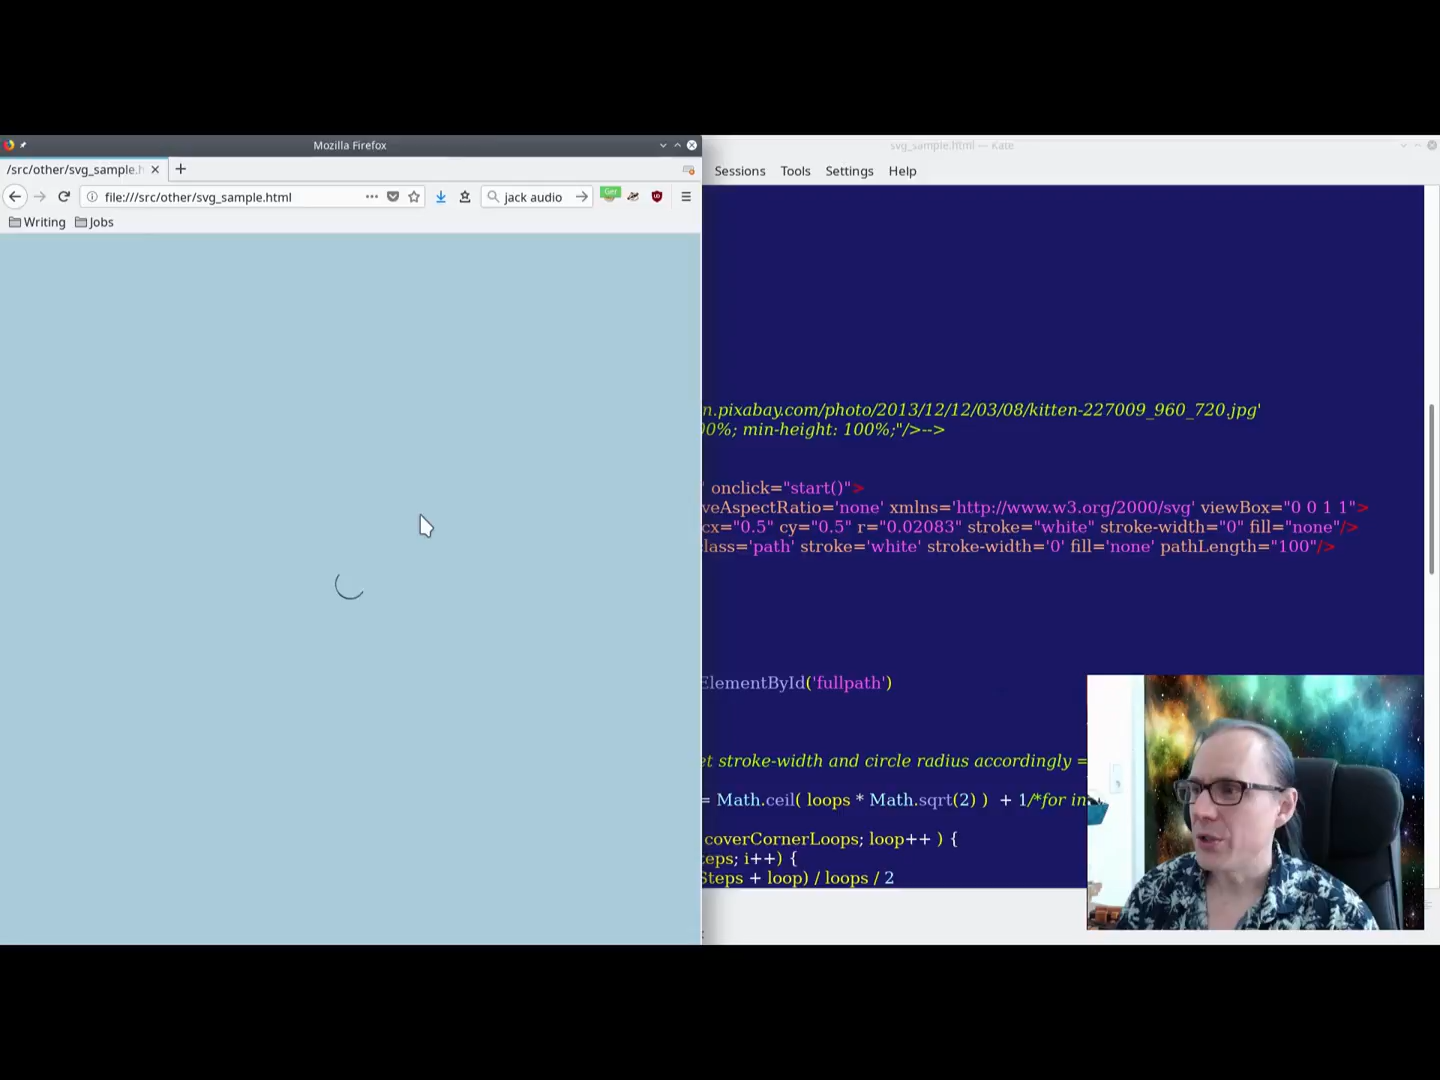 Mozilla Firefox
svg_sample.html — Kate
/src/other/svg_sample.h
Sessions Tools Settings Help
file:///src/other/svg_sample.html
jack audio
Ger
Writing Jobs
n.pixabay.com/photo/2013/12/12/03/08/kitten-227009_960_720.jpg'
00%; min-height: 100%;"/>-->
' onclick="start()">
veAspectRatio='none' xmlns='http://www.w3.org/2000/svg' viewBox="0 0 1 1">
cx="0.5" cy="0.5" r="0.02083" stroke="white" stroke-width="0" fill="none"/>
lass='path' stroke='white' stroke-width='0' fill='none' pathLength="100"/>
ElementById('fullpath')
et stroke-width and circle radius accordingly =
= Math.ceil( loops * Math.sqrt(2) ) + 1/*for in
coverCornerLoops; loop++ ) {
teps; i++) {
Steps + loop) / loops / 2